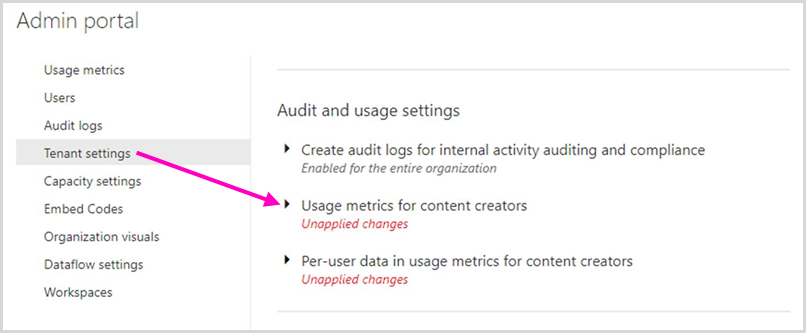 Admin portal
Usage metrics
Users
Audit logs
Tenant settings
Capacity settings
Embed Codes
Organization visuals
Dataflow settings
Workspaces
Audit and usage settings
Create audit logs for internal activity auditing and compliance
Enabled for the entire organization
Usage metrics for content creators
Unapplied changes
Per-user data in usage metrics for content creators
Unapplied changes